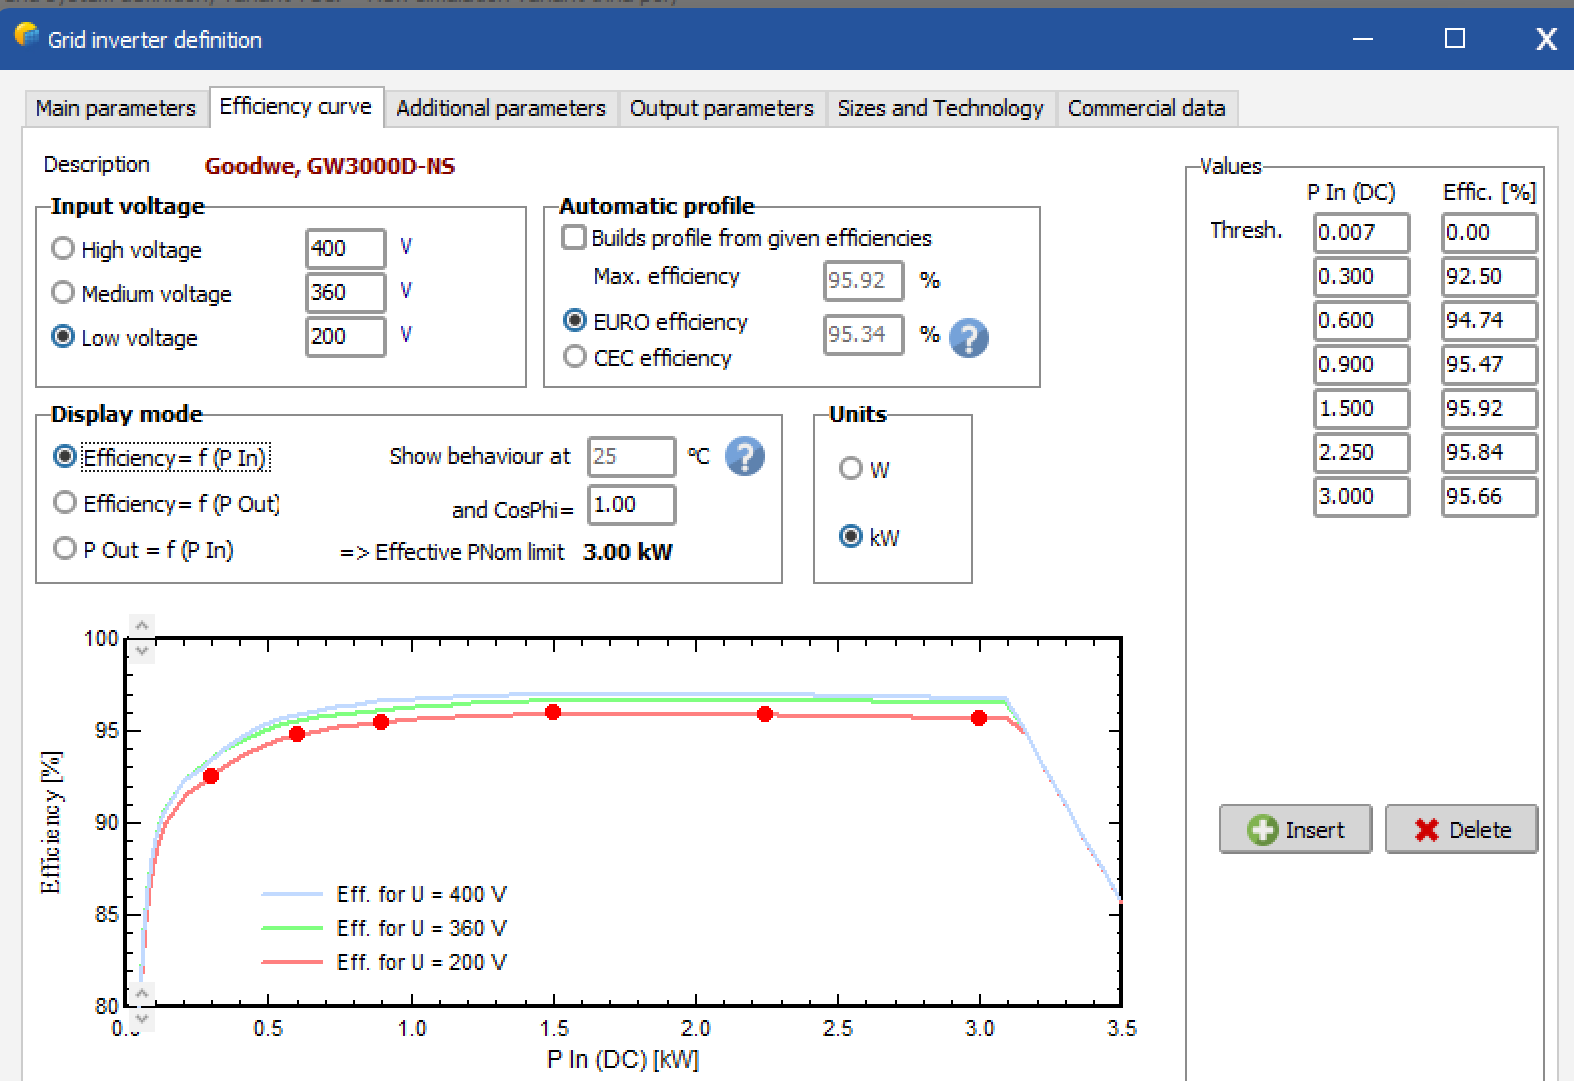 Grid inverter definition
Main parameters
Efficiency curve
Additional parameters
Output parameters
Sizes and Technology
Commercial data
Description Goodwe, GW3000D-NS
Input voltage
High voltage 400 V
Medium voltage 360 V
Low voltage 200 V
Automatic profile
Builds profile from given efficiencies
Max. efficiency 95.92 %
EURO efficiency 95.34 % ?
CEC efficiency
Values
P In (DC) Effic. [%]
Thresh. 0.007 0.00
0.300 92.50
0.600 94.74
0.900 95.47
1.500 95.92
2.250 95.84
3.000 95.66
Display mode
Efficiency= f (P In) Show behaviour at 25 ºC ?
Efficiency= f (P Out) and CosPhi= 1.00
P Out = f (P In) => Effective PNom limit 3.00 kW
Units
W
kW
Insert
Delete
100
95
90
85
80
Efficiency [%]
Eff. for U = 400 V
Eff. for U = 360 V
Eff. for U = 200 V
0.5 1.0 1.5 2.0 2.5 3.0 3.5
P In (DC) [kW]